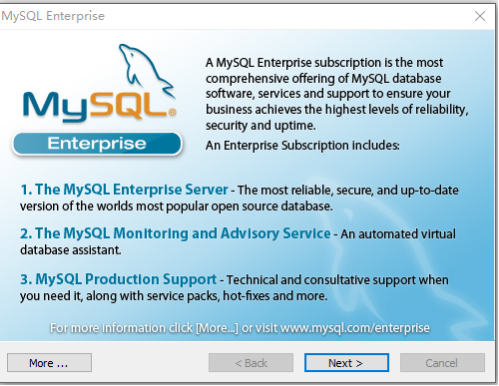 MySQL Enterprise
MySQL®
Enterprise
A MySQL Enterprise subscription is the most
comprehensive offering of MySQL database
software, services and support to ensure your
business achieves the highest levels of reliability,
security and uptime.
An Enterprise Subscription includes:
1. The MySQL Enterprise Server - The most reliable, secure, and up-to-date
version of the worlds most popular open source database.
2. The MySQL Monitoring and Advisory Service - An automated virtual
database assistant.
3. MySQL Production Support - Technical and consultative support when
you need it, along with service packs, hot-fixes and more.
For more information click [More...] or visit www.mysql.com/enterprise
More ...
< Back
Next >
Cancel